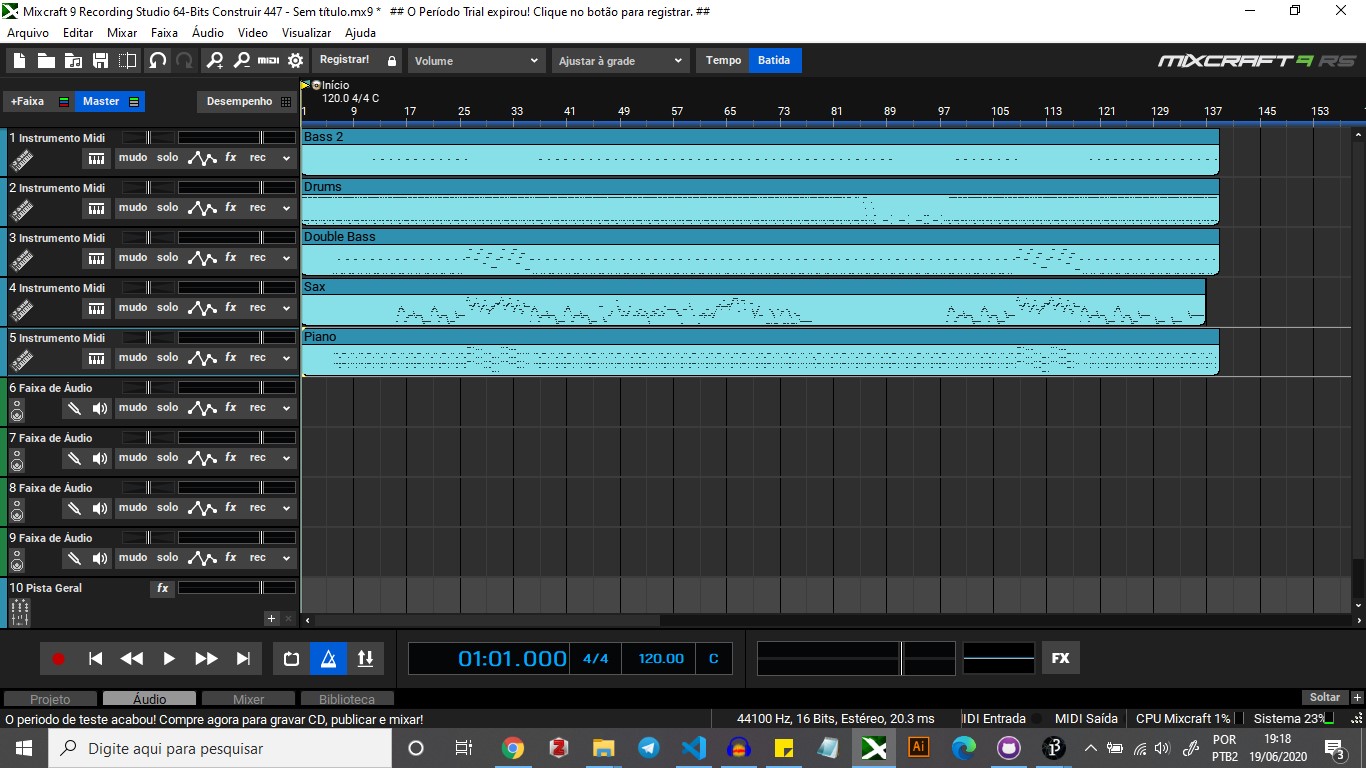 Mixcraft 9 Recording Studio 64-Bits Construir 447 - Sem título.mx9 * ## O Período Trial expirou! Clique no botão para registrar. ##
Arquivo Editar Mixar Faixa Áudio Video Visualizar Ajuda
MIDI Registrar! Volume Ajustar à grade Tempo Batida MIXCRAFT 9 RS
Início
+Faixa Master Desempenho 120.0 4/4 C
1 9 17 25 33 41 49 57 65 73 81 89 97 105 113 121 129 137 145 153
1 Instrumento Midi Bass 2
mudo solo fx rec
2 Instrumento Midi Drums
mudo solo fx rec
3 Instrumento Midi Double Bass
mudo solo fx rec
4 Instrumento Midi Sax
mudo solo fx rec
5 Instrumento Midi Piano
mudo solo fx rec
6 Faixa de Áudio
mudo solo fx rec
7 Faixa de Áudio
mudo solo fx rec
8 Faixa de Áudio
mudo solo fx rec
9 Faixa de Áudio
mudo solo fx rec
10 Pista Geral fx
01:01.000 4/4 120.00 C FX
Projeto Áudio Mixer Biblioteca Soltar
O periodo de teste acabou! Compre agora para gravar CD, publicar e mixar! 44100 Hz, 16 Bits, Estéreo, 20.3 ms IDI Entrada MIDI Saída CPU Mixcraft 1% Sistema 23%
Digite aqui para pesquisar Ai POR 19:18
PTB2 19/06/2020 3